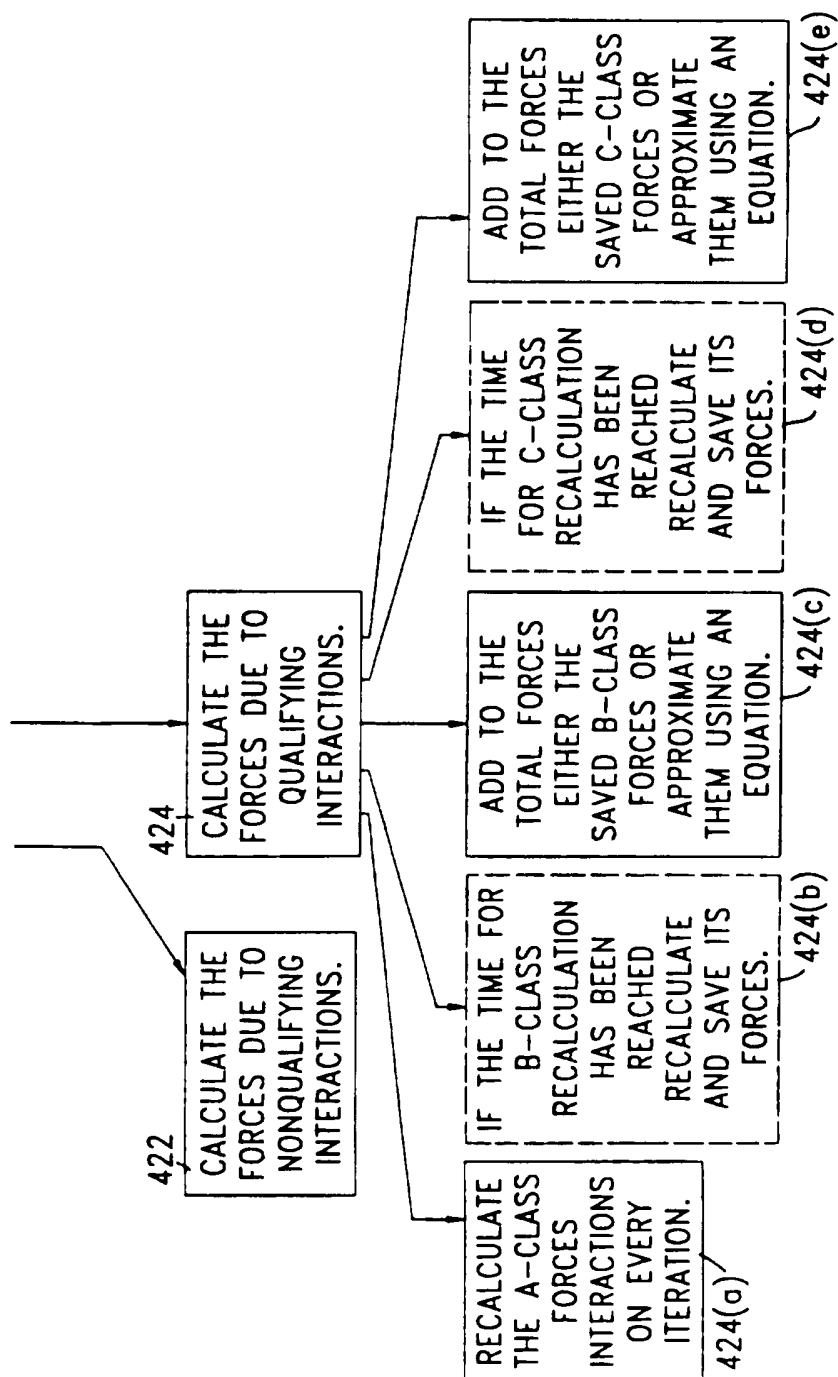 422
CALCULATE THE
FORCES DUE TO
NONQUALIFYING
INTERACTIONS.
424
CALCULATE THE
FORCES DUE TO
QUALIFYING
INTERACTIONS.
RECALCULATE
THE A-CLASS
FORCES
INTERACTIONS
ON EVERY
ITERATION.
424(a)
IF THE TIME FOR
B-CLASS
RECALCULATION
HAS BEEN
REACHED
RECALCULATE
AND SAVE ITS
FORCES.
424(b)
ADD TO THE
TOTAL FORCES
EITHER THE
SAVED B-CLASS
FORCES OR
APPROXIMATE
THEM USING AN
EQUATION.
424(c)
IF THE TIME
FOR C-CLASS
RECALCULATION
HAS BEEN
REACHED
RECALCULATE
AND SAVE ITS
FORCES.
424(d)
ADD TO THE
TOTAL FORCES
EITHER THE
SAVED C-CLASS
FORCES OR
APPROXIMATE
THEM USING AN
EQUATION.
424(e)